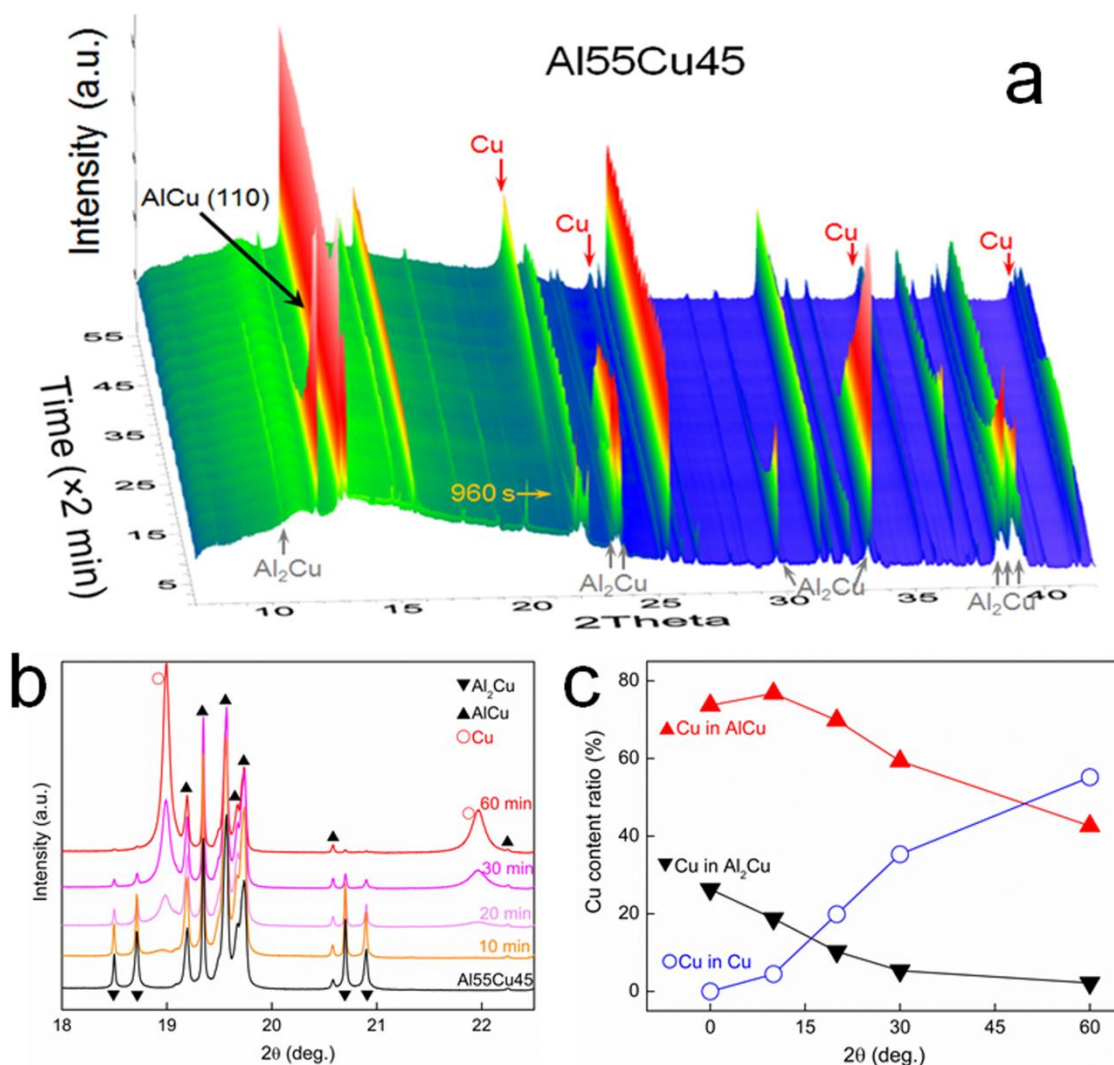 Al55Cu45
a
Intensity (a.u.)
Cu
Cu
Cu
Cu
AlCu (110)
960 s
55
45
35
25
15
5
Time (×2 min)
Al₂Cu
Al₂Cu
Al₂Cu
Al₂Cu
10
15
20
25
30
35
40
2Theta
b
▼Al₂Cu
▲AlCu
○Cu
60 min
30 min
20 min
10 min
Al55Cu45
Intensity (a.u.)
18 19 20 21 22
2θ (deg.)
c
80
60
40
20
0
Cu content ratio (%)
▲Cu in AlCu
▼Cu in Al₂Cu
○Cu in Cu
0 15 30 45 60
2θ (deg.)